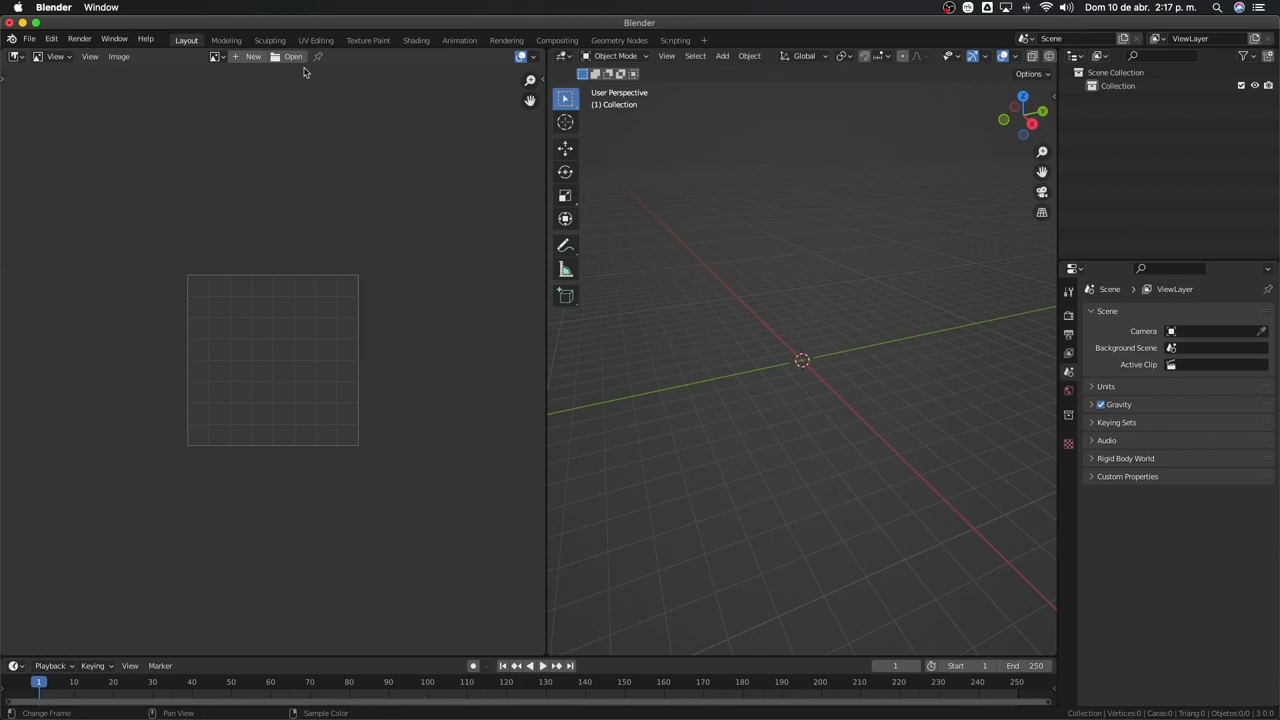 Blender Window Dom 10 de abr. 2:17 p. m.
Blender
File Edit Render Window Help Layout Modeling Sculpting UV Editing Texture Paint Shading Animation Rendering Compositing Geometry Nodes Scripting + Scene ViewLayer
View View Image + New Open Object Mode View Select Add Object Global
Options
User Perspective
(1) Collection
Z
Y
X
Scene Collection
Collection
Scene > ViewLayer
Scene
Camera
Background Scene
Active Clip
Units
Gravity
Keying Sets
Audio
Rigid Body World
Custom Properties
Playback Keying View Marker 1 Start 1 End 250
1 10 20 30 40 50 60 70 80 90 100 110 120 130 140 150 160 170 180 190 200 210 220 230 240 250
Change Frame Pan View Sample Color Collection | Vértices:0 | Caras:0 | Triáng:0 | Objetos:0/0 | 3.0.0